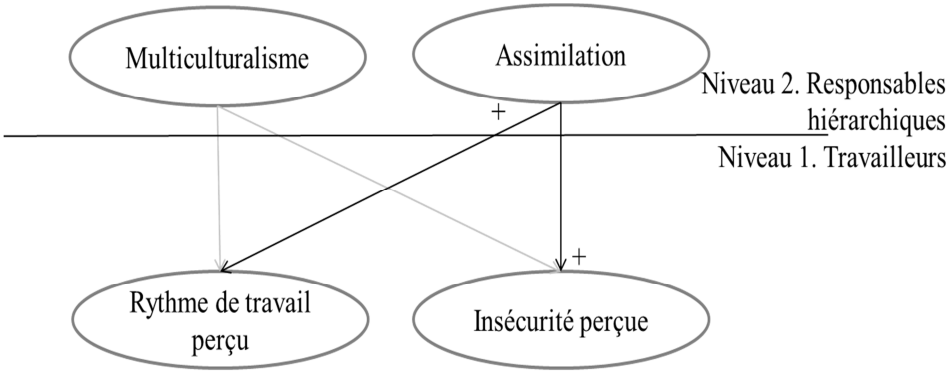 Multiculturalisme
Assimilation
Niveau 2. Responsables
hiérarchiques
+
Niveau 1. Travailleurs
+
Rythme de travail
perçu
Insécurité perçue